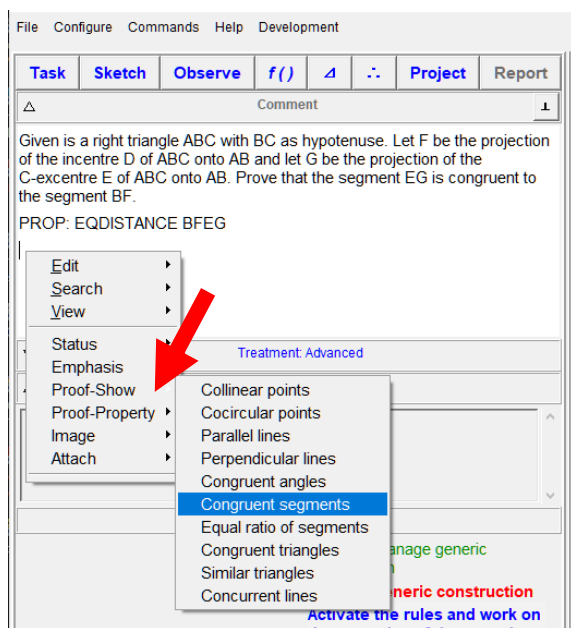 File Configure Commands Help Development
Task Sketch Observe f() ⊿ ∴ Project Report
Comment
Given is a right triangle ABC with BC as hypotenuse. Let F be the projection
of the incentre D of ABC onto AB and let G be the projection of the
C-excentre E of ABC onto AB. Prove that the segment EG is congruent to
the segment BF.
PROP: EQDISTANCE BFEG
Edit
Search
View
Status
Emphasis
Proof-Show
Proof-Property
Image
Attach
Treatment: Advanced
Collinear points
Cocircular points
Parallel lines
Perpendicular lines
Congruent angles
Congruent segments
Equal ratio of segments
Congruent triangles
Similar triangles
Concurrent lines
generic
construction
Activate the rules and work on